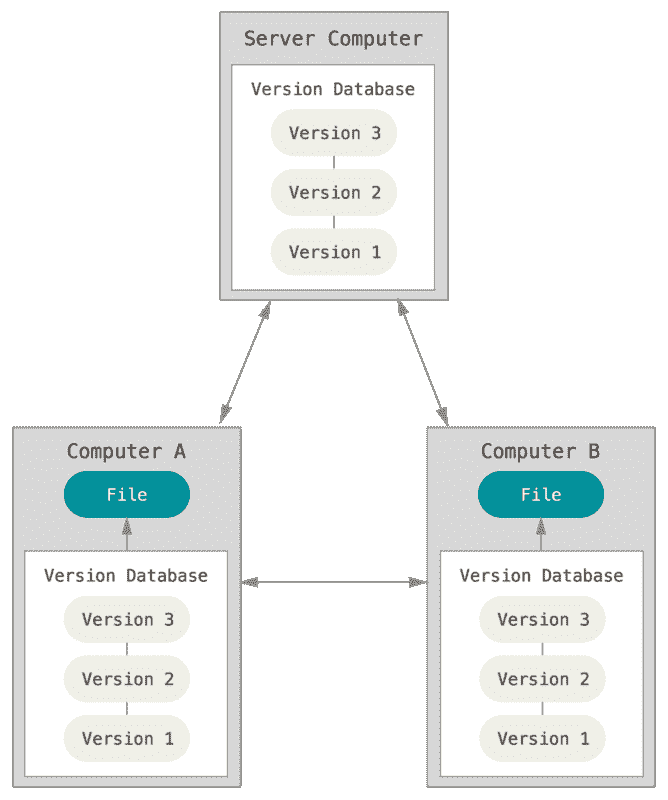 Server Computer
Version Database
Version 3
Version 2
Version 1
Computer A
File
Version Database
Version 3
Version 2
Version 1
Computer B
File
Version Database
Version 3
Version 2
Version 1